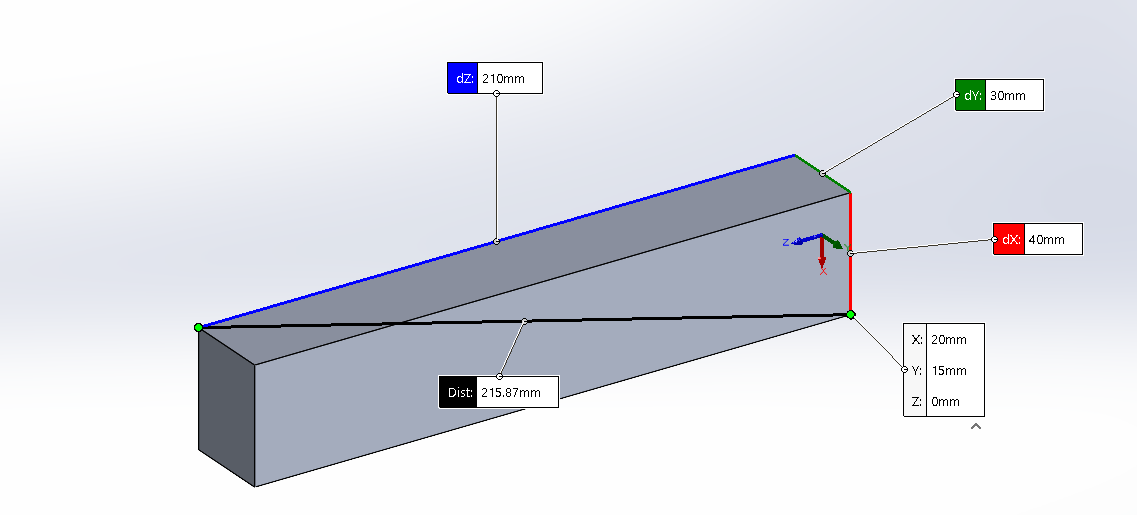 dZ: 210mm
dY: 30mm
dX: 40mm
Z
Y
X
X: 20mm
Y: 15mm
Z: 0mm
Dist: 215.87mm